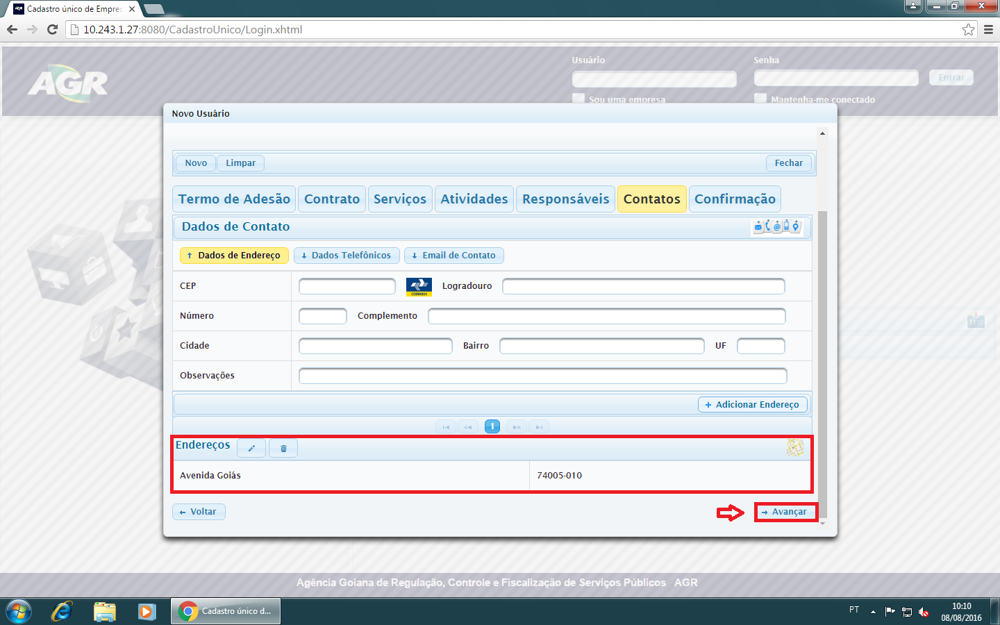 Cadastro único de Empres
10.243.1.27:8080/CadastroUnico/Login.xhtml
AGR
Usuário
Senha
Entrar
Sou uma empresa
Mantenha-me conectado
Novo Usuário
Novo
Limpar
Fechar
Termo de Adesão
Contrato
Serviços
Atividades
Responsáveis
Contatos
Confirmação
Dados de Contato
Dados de Endereço
Dados Telefônicos
Email de Contato
CEP
CORREIOS
Logradouro
Número
Complemento
Cidade
Bairro
UF
Observações
+ Adicionar Endereço
1
Endereços
Avenida Goiás
74005-010
Voltar
Avançar
Agência Goiana de Regulação, Controle e Fiscalização de Serviços Públicos AGR
Cadastro único d...
PT
10:10
08/08/2016